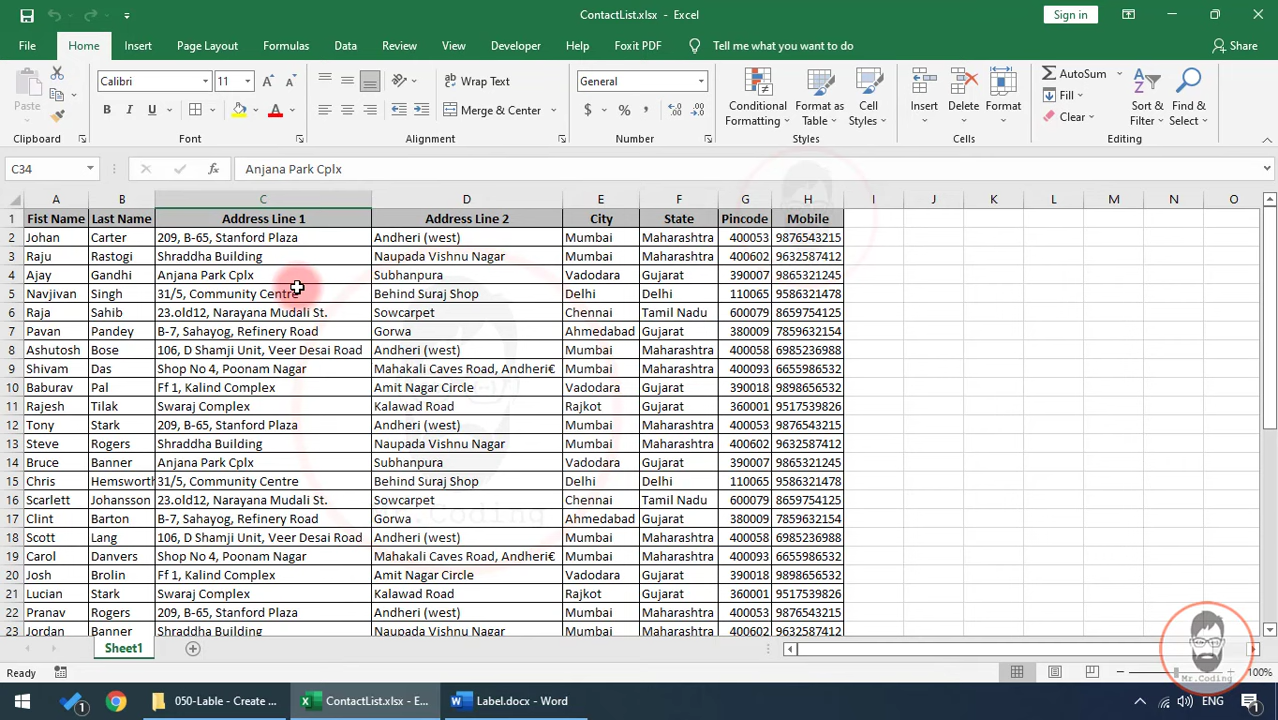 ContactList.xlsx - Excel
Sign in
File Home Insert Page Layout Formulas Data Review View Developer Help Foxit PDF Tell me what you want to do Share
Paste
Clipboard
Calibri 11
B I U
Font
Wrap Text
Merge & Center
Alignment
General
$ % ,
Number
Conditional Formatting
Format as Table
Cell Styles
Styles
Insert Delete Format
Cells
AutoSum
Fill
Clear
Sort & Filter
Find & Select
Editing
C34 fx Anjana Park Cplx
A B C D E F G H I J K L M N O
1 Fist Name Last Name Address Line 1 Address Line 2 City State Pincode Mobile
2 Johan Carter 209, B-65, Stanford Plaza Andheri (west) Mumbai Maharashtra 400053 9876543215
3 Raju Rastogi Shraddha Building Naupada Vishnu Nagar Mumbai Maharashtra 400602 9632587412
4 Ajay Gandhi Anjana Park Cplx Subhanpura Vadodara Gujarat 390007 9865321245
5 Navjivan Singh 31/5, Community Centre Behind Suraj Shop Delhi Delhi 110065 9586321478
6 Raja Sahib 23.old12, Narayana Mudali St. Sowcarpet Chennai Tamil Nadu 600079 8659754125
7 Pavan Pandey B-7, Sahayog, Refinery Road Gorwa Ahmedabad Gujarat 380009 7859632154
8 Ashutosh Bose 106, D Shamji Unit, Veer Desai Road Andheri (west) Mumbai Maharashtra 400058 6985236988
9 Shivam Das Shop No 4, Poonam Nagar Mahakali Caves Road, Andheri€ Mumbai Maharashtra 400093 6655986532
10 Baburav Pal Ff 1, Kalind Complex Amit Nagar Circle Vadodara Gujarat 390018 9898656532
11 Rajesh Tilak Swaraj Complex Kalawad Road Rajkot Gujarat 360001 9517539826
12 Tony Stark 209, B-65, Stanford Plaza Andheri (west) Mumbai Maharashtra 400053 9876543215
13 Steve Rogers Shraddha Building Naupada Vishnu Nagar Mumbai Maharashtra 400602 9632587412
14 Bruce Banner Anjana Park Cplx Subhanpura Vadodara Gujarat 390007 9865321245
15 Chris Hemsworth 31/5, Community Centre Behind Suraj Shop Delhi Delhi 110065 9586321478
16 Scarlett Johansson 23.old12, Narayana Mudali St. Sowcarpet Chennai Tamil Nadu 600079 8659754125
17 Clint Barton B-7, Sahayog, Refinery Road Gorwa Ahmedabad Gujarat 380009 7859632154
18 Scott Lang 106, D Shamji Unit, Veer Desai Road Andheri (west) Mumbai Maharashtra 400058 6985236988
19 Carol Danvers Shop No 4, Poonam Nagar Mahakali Caves Road, Andheri€ Mumbai Maharashtra 400093 6655986532
20 Josh Brolin Ff 1, Kalind Complex Amit Nagar Circle Vadodara Gujarat 390018 9898656532
21 Lucian Stark Swaraj Complex Kalawad Road Rajkot Gujarat 360001 9517539826
22 Pranav Rogers 209, B-65, Stanford Plaza Andheri (west) Mumbai Maharashtra 400053 9876543215
23 Jordan Banner Shraddha Building Naupada Vishnu Nagar Mumbai Maharashtra 400602 9632587412
Mr.Coding
Sheet1
Mr.Coding
Ready 100%
1 050-Lable - Create ... ContactList.xlsx - E... Label.docx - Word ENG 1